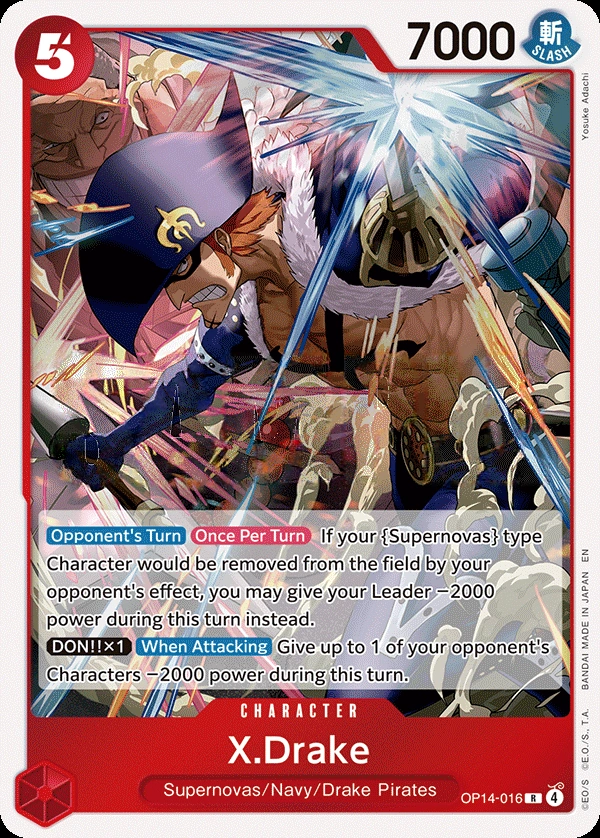 5
7000
斬
SLASH
Yosuke Adachi
Opponent's Turn Once Per Turn If your {Supernovas} type
Character would be removed from the field by your
opponent's effect, you may give your Leader −2000
power during this turn instead.
DON!!×1 When Attacking Give up to 1 of your opponent's
Characters −2000 power during this turn.
CHARACTER
X.Drake
Supernovas/Navy/Drake Pirates
OP14-016 R 4
©E.O/S ©E.O./S., T.A. BANDAI MADE IN JAPAN EN